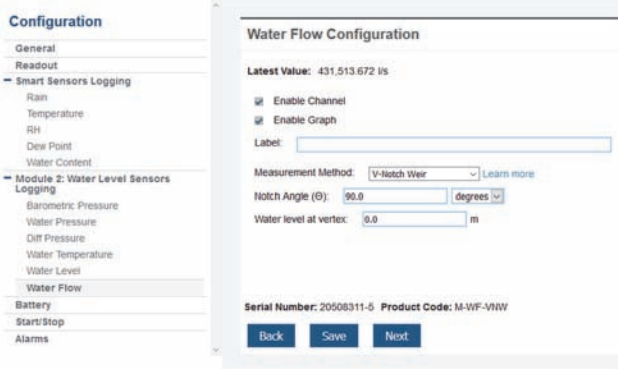 Configuration
General
Readout
Smart Sensors Logging
Rain
Temperature
RH
Dew Point
Water Content
Module 2: Water Level Sensors
Logging
Barometric Pressure
Water Pressure
Diff Pressure
Water Temperature
Water Level
Water Flow
Battery
Start/Stop
Alarms
Water Flow Configuration
Latest Value: 431,513.672 l/s
Enable Channel
Enable Graph
Label:
Measurement Method: V-Notch Weir Learn more
Notch Angle (Θ): 90.0 degrees
Water level at vertex: 0.0 m
Serial Number: 20508311-5 Product Code: M-WF-VNW
Back Save Next